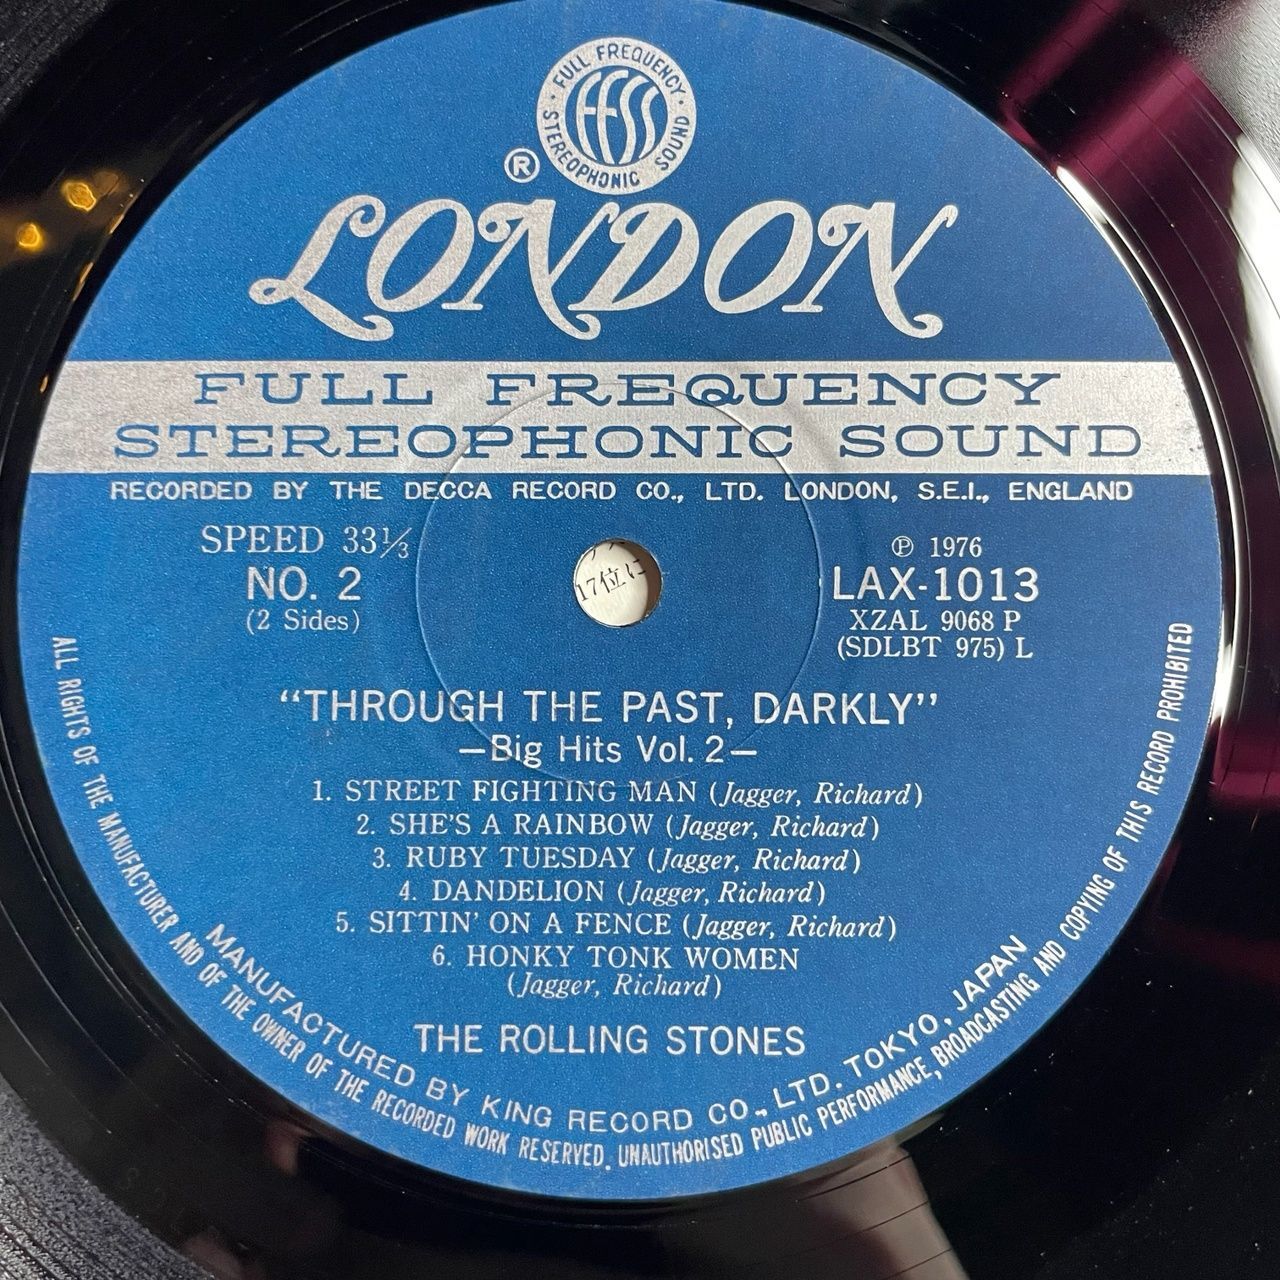 FULL FREQUENCY
STEREOPHONIC SOUND
FFSS
®
LONDON
FULL FREQUENCY
STEREOPHONIC SOUND
RECORDED BY THE DECCA RECORD CO., LTD. LONDON, S.E.I., ENGLAND
SPEED 33⅓
NO. 2
(2 Sides)
℗ 1976
LAX-1013
XZAL 9068 P
(SDLBT 975) L
17位に
“THROUGH THE PAST, DARKLY”
—Big Hits Vol. 2—
1. STREET FIGHTING MAN (Jagger, Richard)
2. SHE'S A RAINBOW (Jagger, Richard)
3. RUBY TUESDAY (Jagger, Richard)
4. DANDELION (Jagger, Richard)
5. SITTIN' ON A FENCE (Jagger, Richard)
6. HONKY TONK WOMEN
(Jagger, Richard)
THE ROLLING STONES
MANUFACTURED BY KING RECORD CO., LTD. TOKYO, JAPAN
ALL RIGHTS OF THE MANUFACTURER AND OF THE OWNER OF THE RECORDED WORK RESERVED. UNAUTHORISED PUBLIC PERFORMANCE, BROADCASTING AND COPYING OF THIS RECORD PROHIBITED